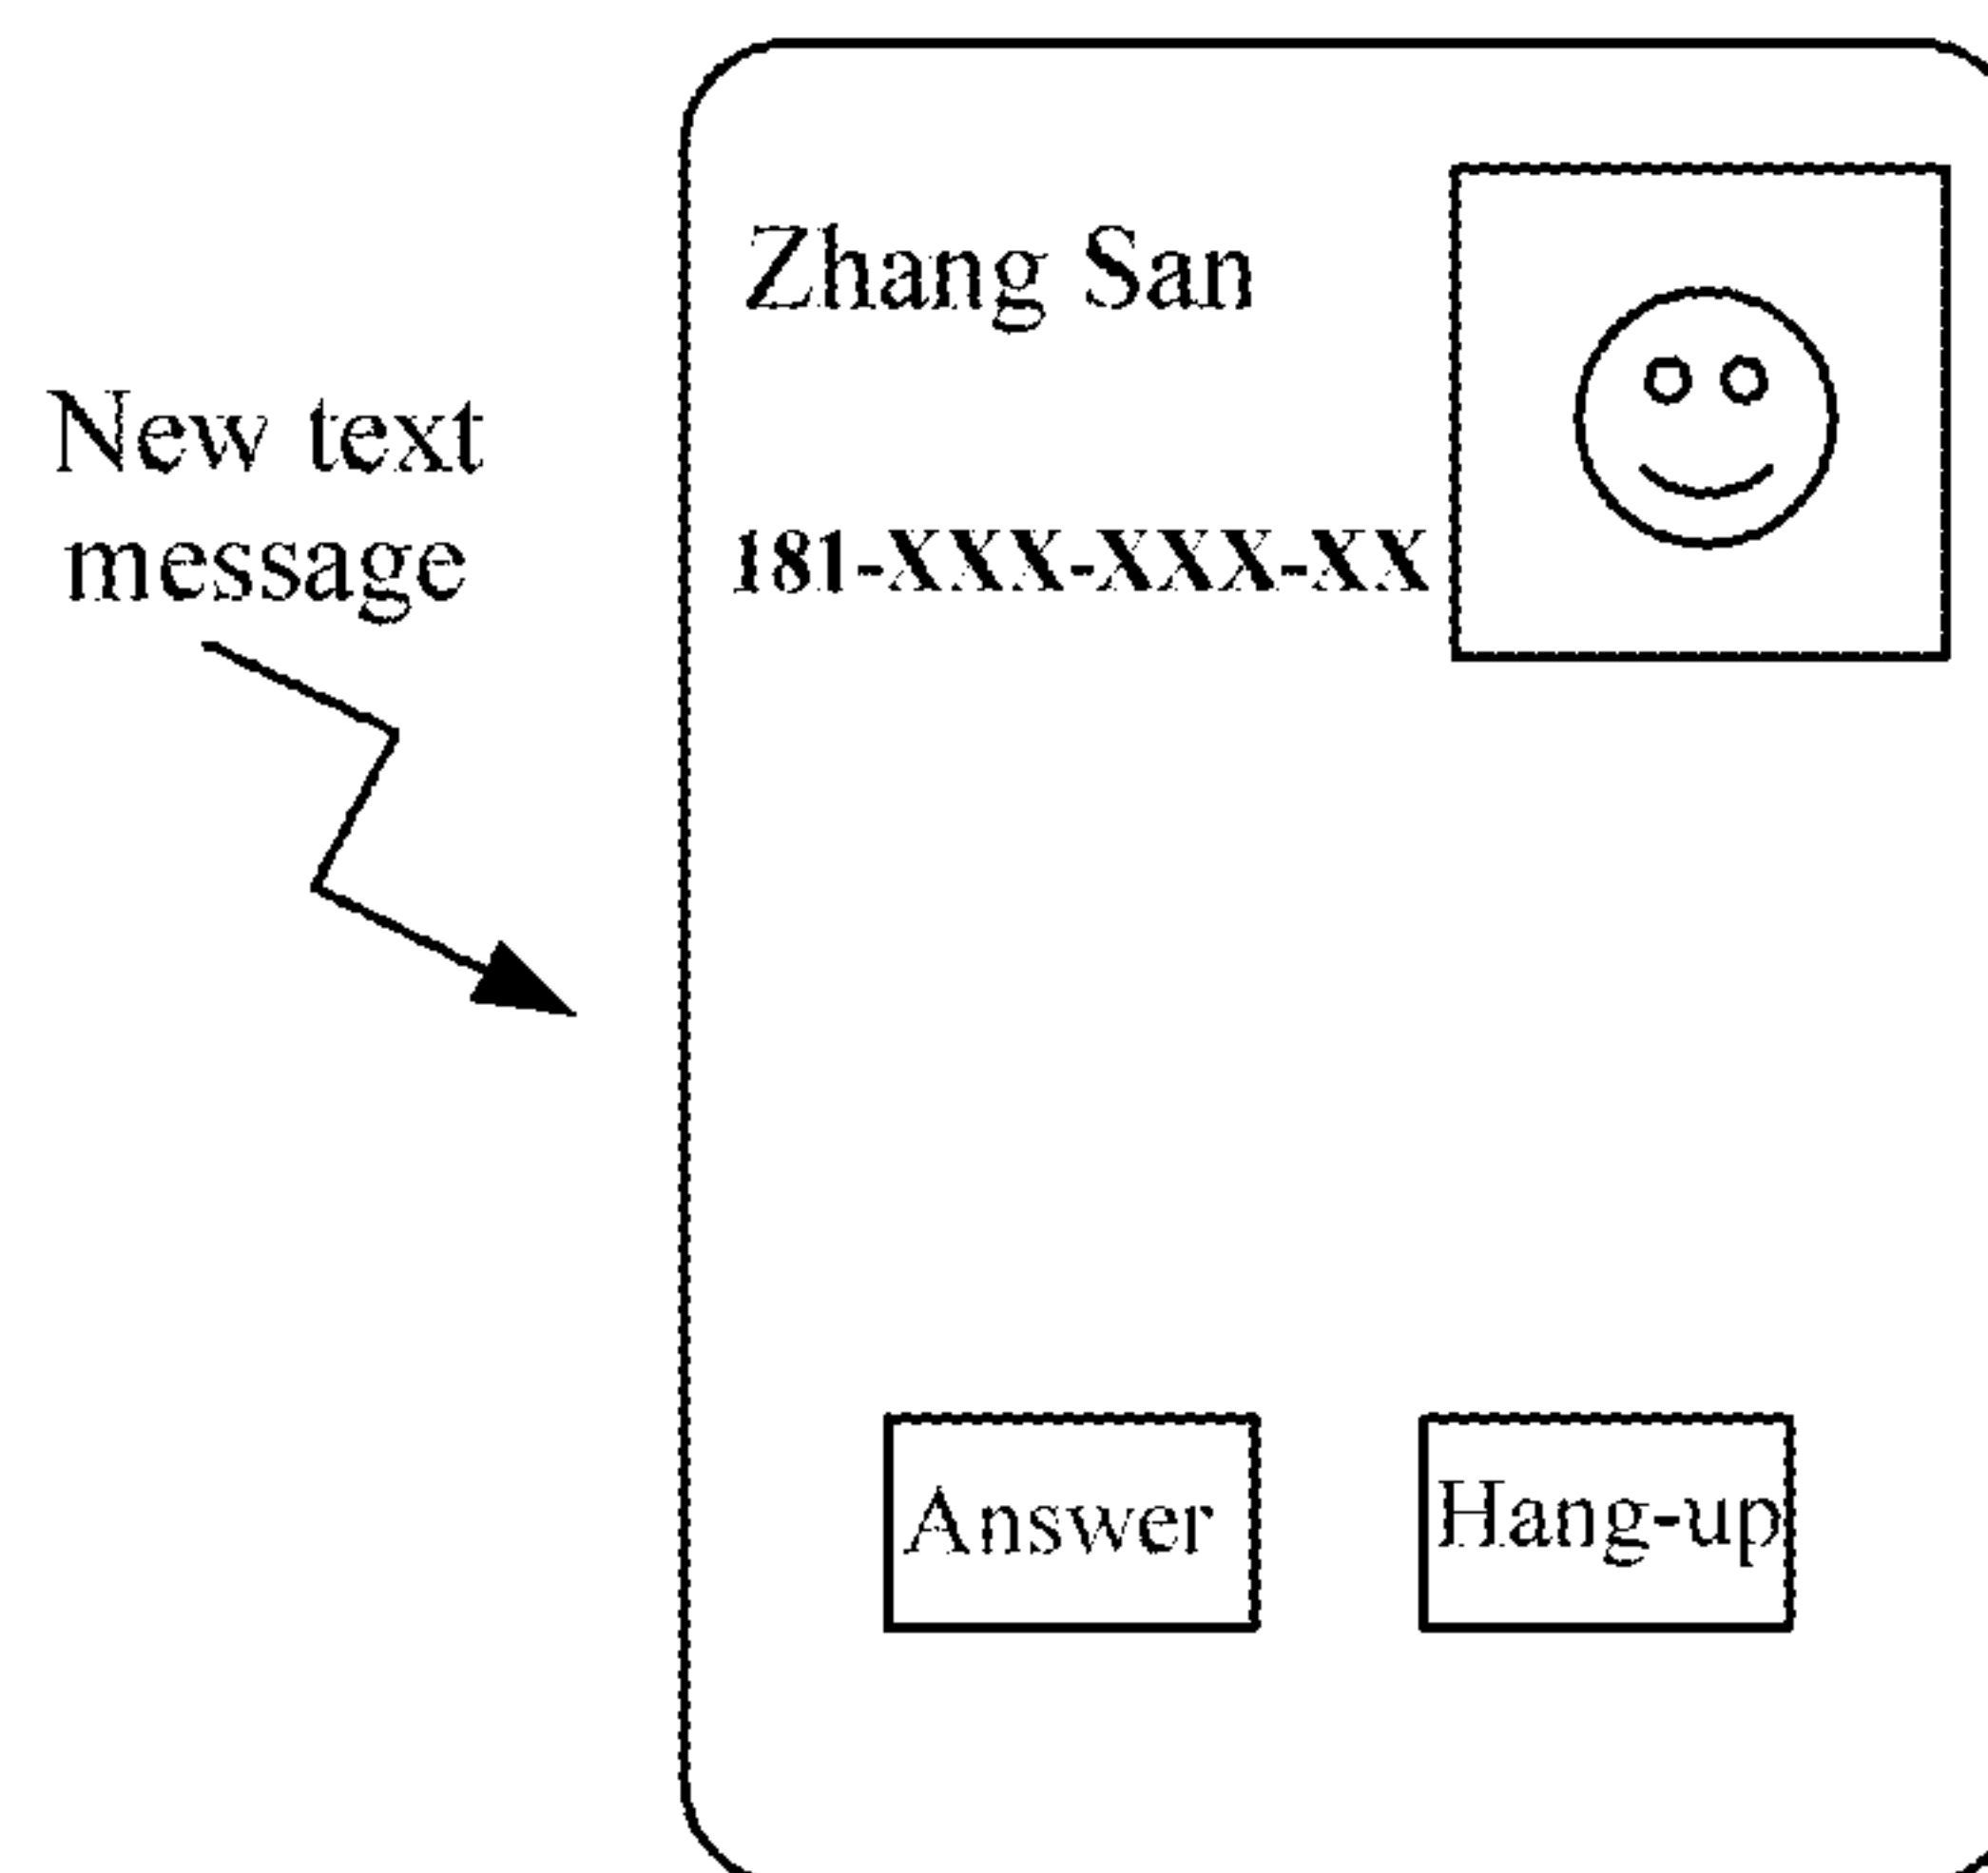 New text
message
Zhang San
181-XXX-XXX-XX
Answer
Hang-up